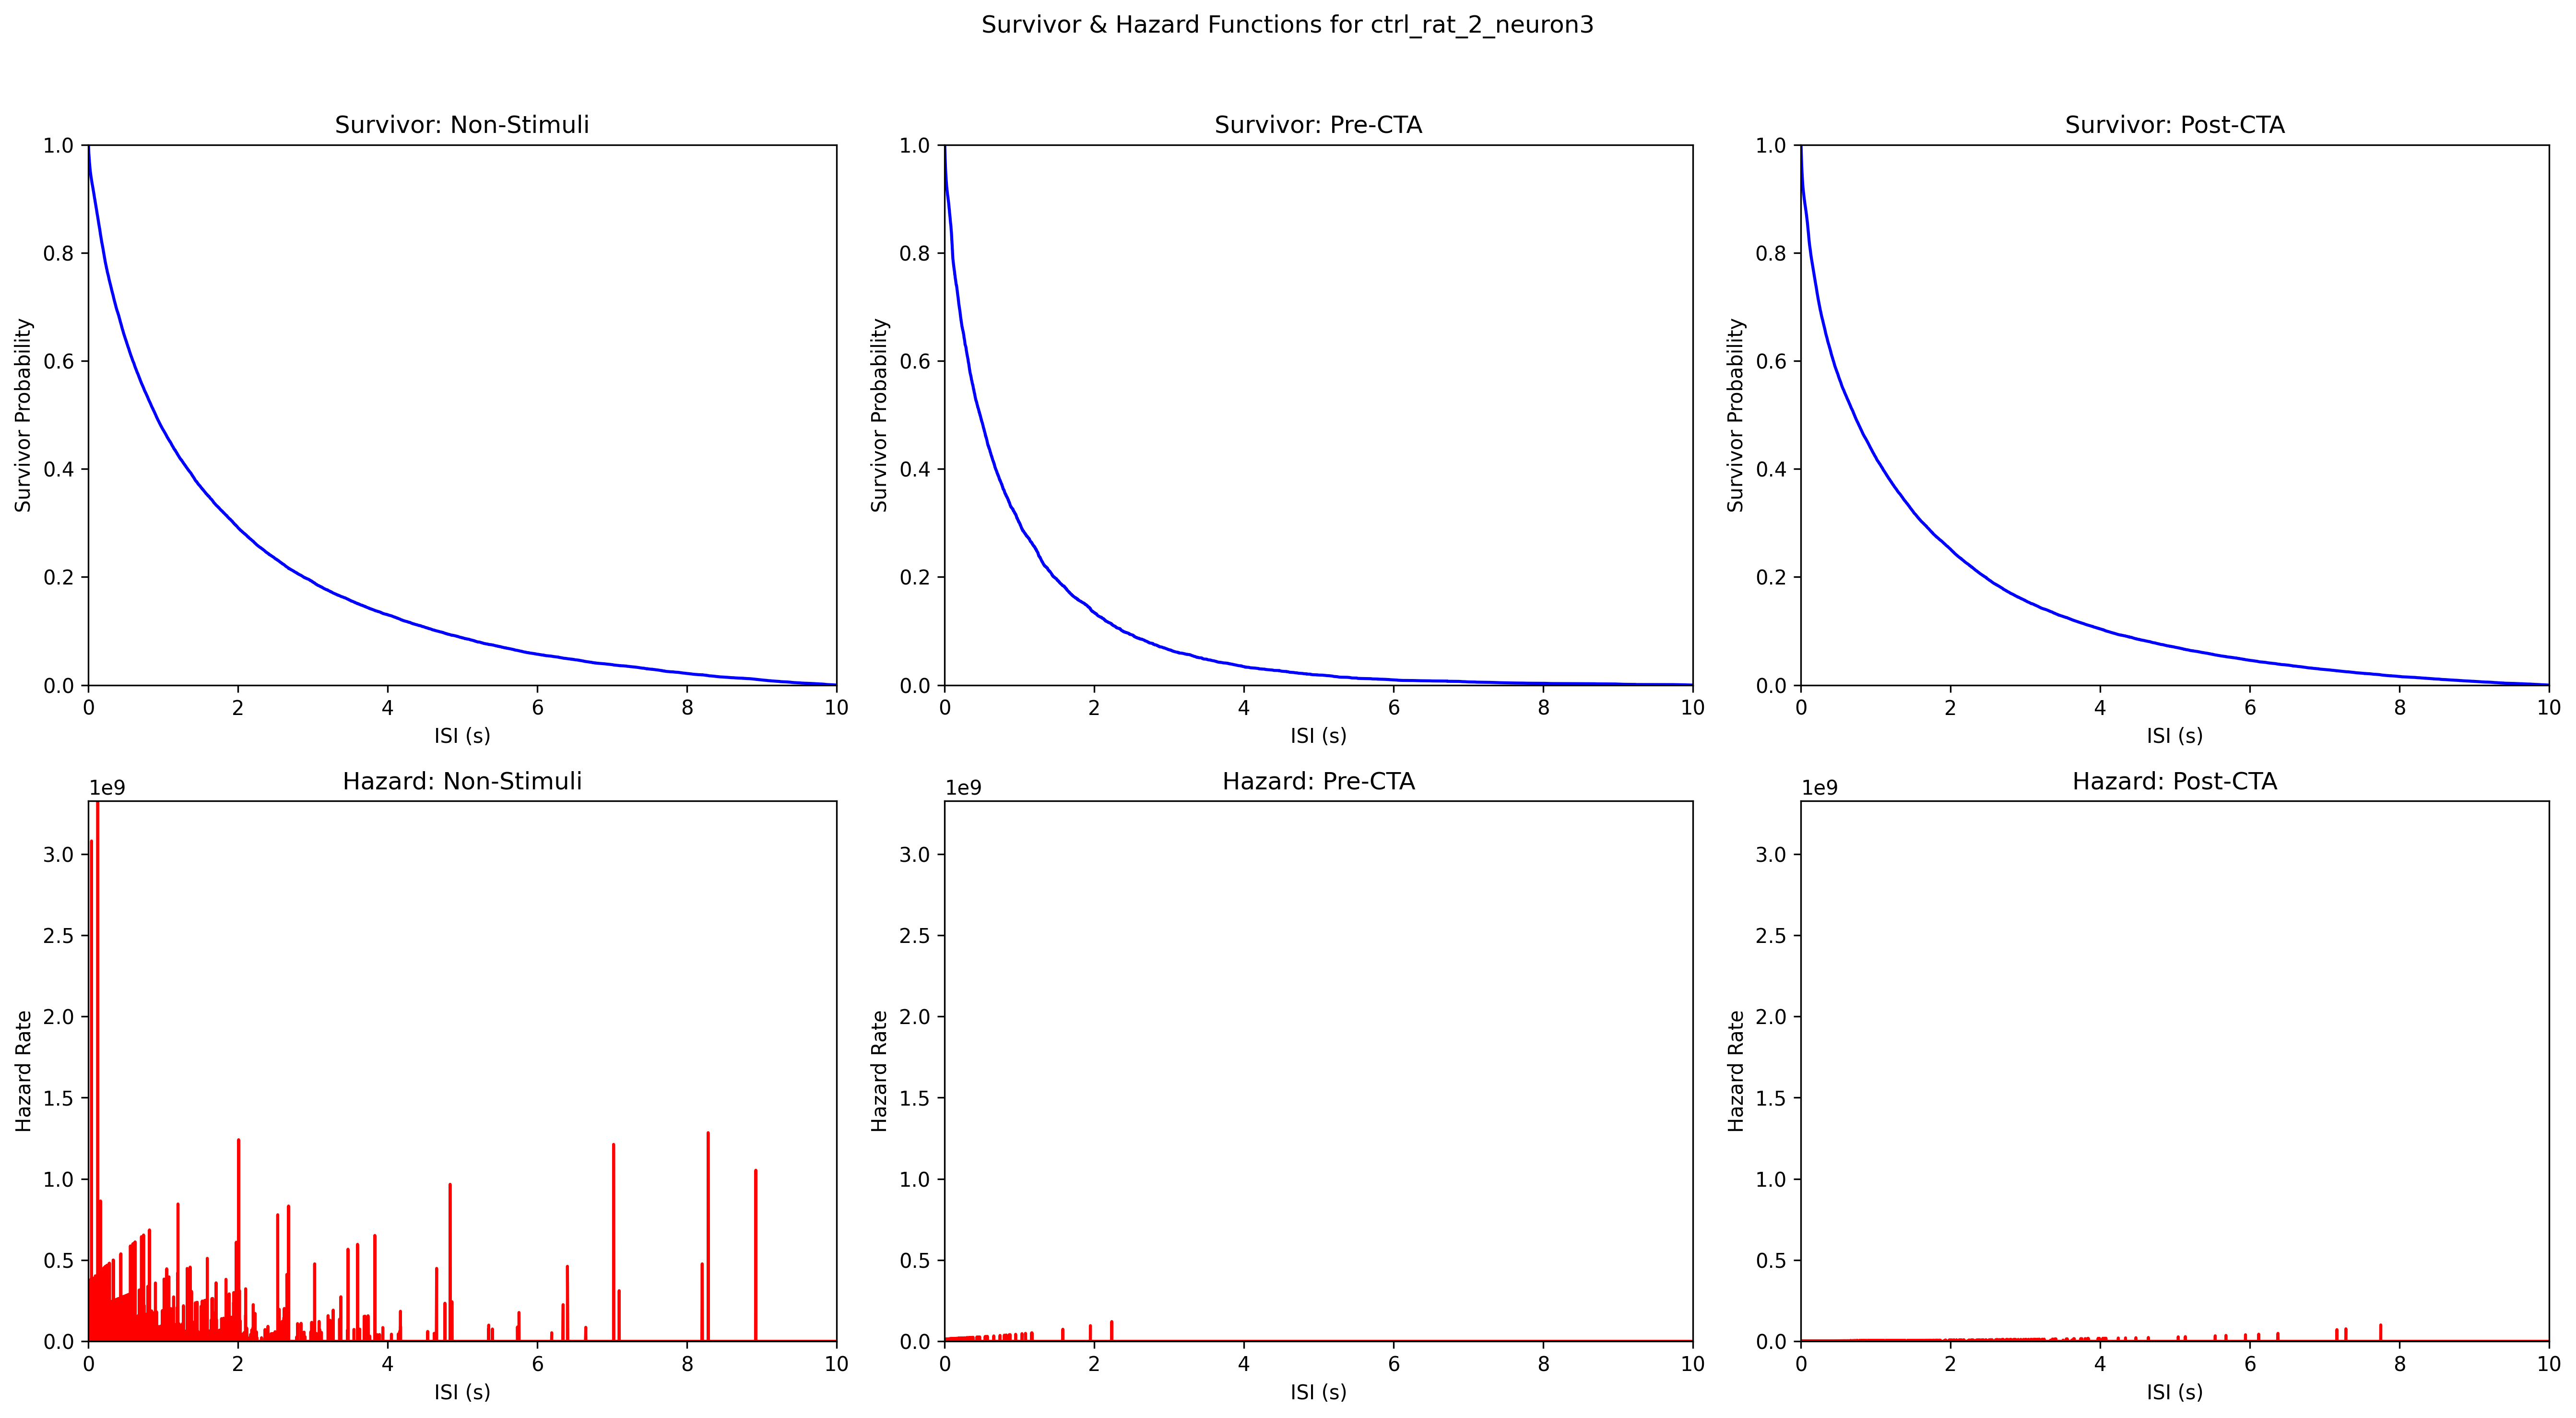 Survivor & Hazard Functions for ctrl_rat_2_neuron3
Survivor: Non-Stimuli
Survivor Probability
1.0
0.8
0.6
0.4
0.2
0.0
0 2 4 6 8 10
ISI (s)
Survivor: Pre-CTA
Survivor Probability
1.0
0.8
0.6
0.4
0.2
0.0
0 2 4 6 8 10
ISI (s)
Survivor: Post-CTA
Survivor Probability
1.0
0.8
0.6
0.4
0.2
0.0
0 2 4 6 8 10
ISI (s)
Hazard: Non-Stimuli
1e9
Hazard Rate
3.0
2.5
2.0
1.5
1.0
0.5
0.0
0 2 4 6 8 10
ISI (s)
Hazard: Pre-CTA
1e9
Hazard Rate
3.0
2.5
2.0
1.5
1.0
0.5
0.0
0 2 4 6 8 10
ISI (s)
Hazard: Post-CTA
1e9
Hazard Rate
3.0
2.5
2.0
1.5
1.0
0.5
0.0
0 2 4 6 8 10
ISI (s)